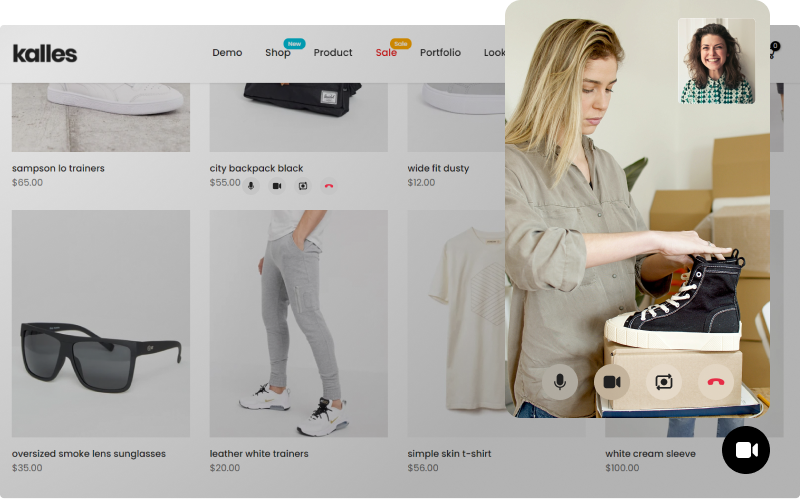 kalles
Demo
Shop
New
Product
Sale
Sale
Portfolio
Look
0
sampson lo trainers
$65.00
city backpack black
$55.00
wide fit dusty
$12.00
oversized smoke lens sunglasses
$35.00
leather white trainers
$20.00
simple skin t-shirt
$56.00
white cream sleeve
$100.00